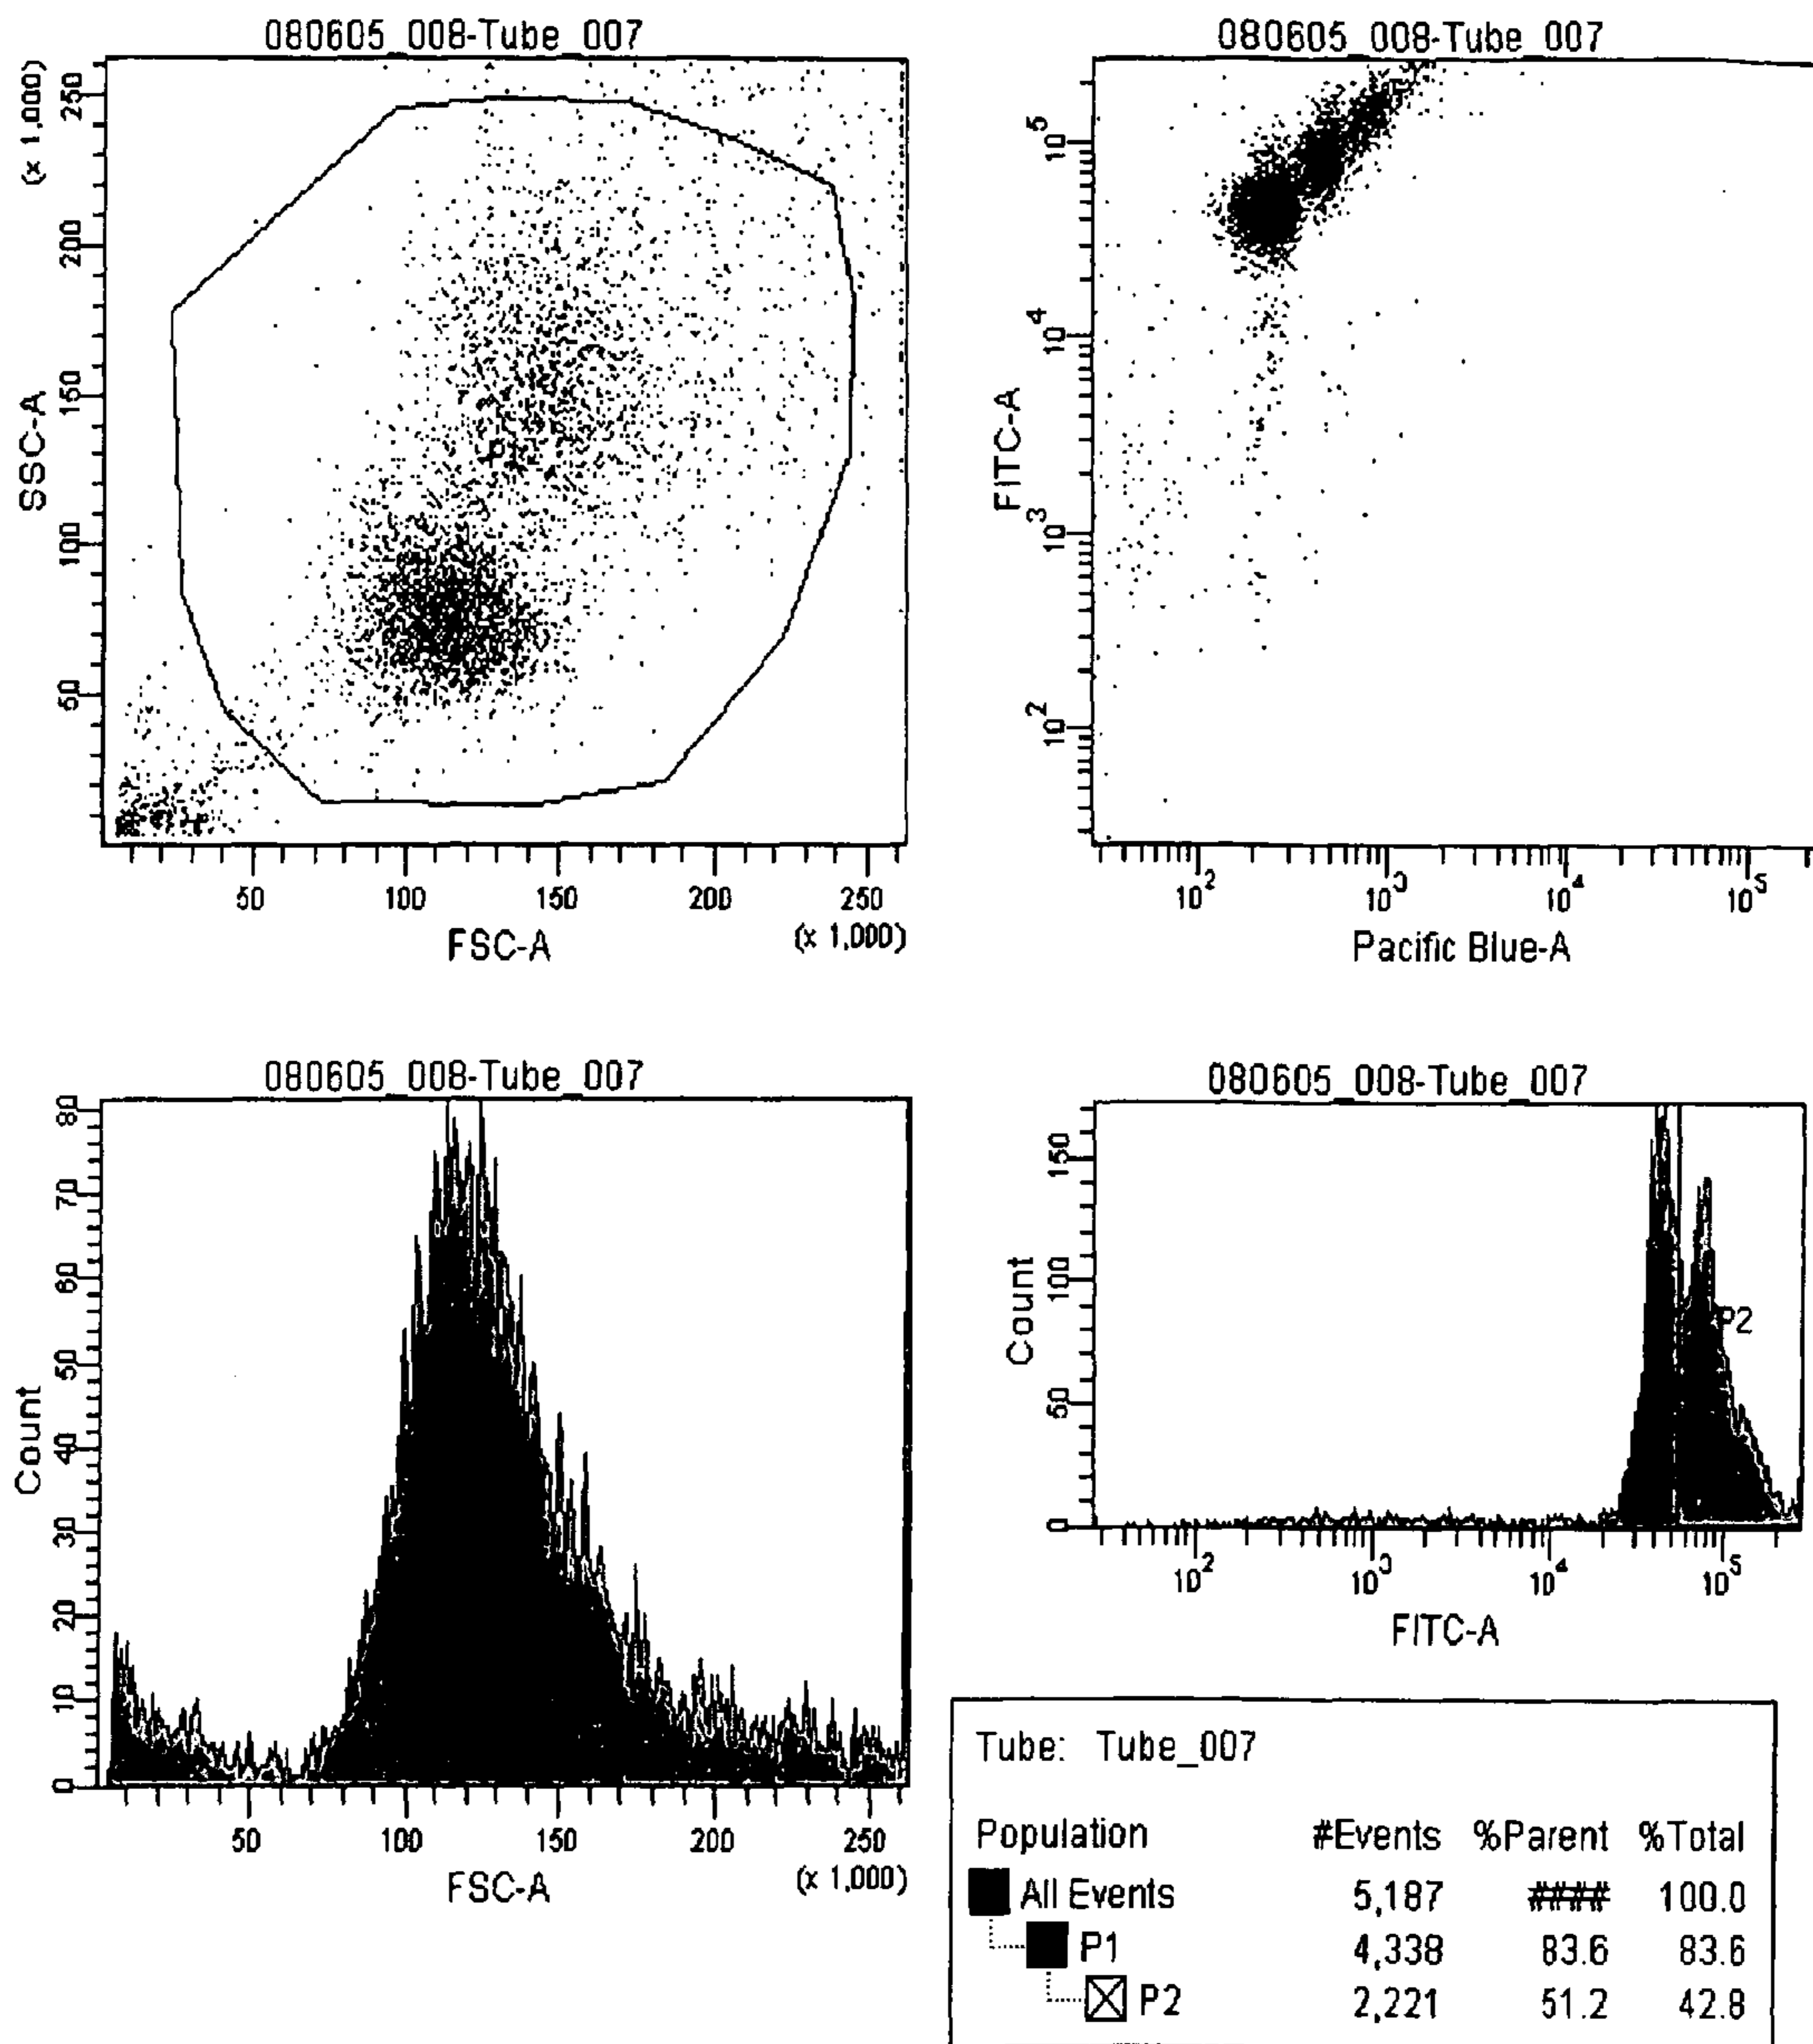 080605_008-Tube_007
(x 1,000)
SSC-A
250
200
150
100
50
P1
50 100 150 200 250
FSC-A (x 1,000)
080605_008-Tube_007
FITC-A
10^5
10^4
10^3
10^2
10^2 10^3 10^4 10^5
Pacific Blue-A
080605_008-Tube_007
Count
80
70
60
50
40
30
20
10
0
50 100 150 200 250
FSC-A (x 1,000)
080605_008-Tube_007
Count
150
100
50
0
P2
10^2 10^3 10^4 10^5
FITC-A
Tube: Tube_007
Population #Events %Parent %Total
All Events 5,187 #### 100.0
P1 4,338 83.6 83.6
P2 2,221 51.2 42.8